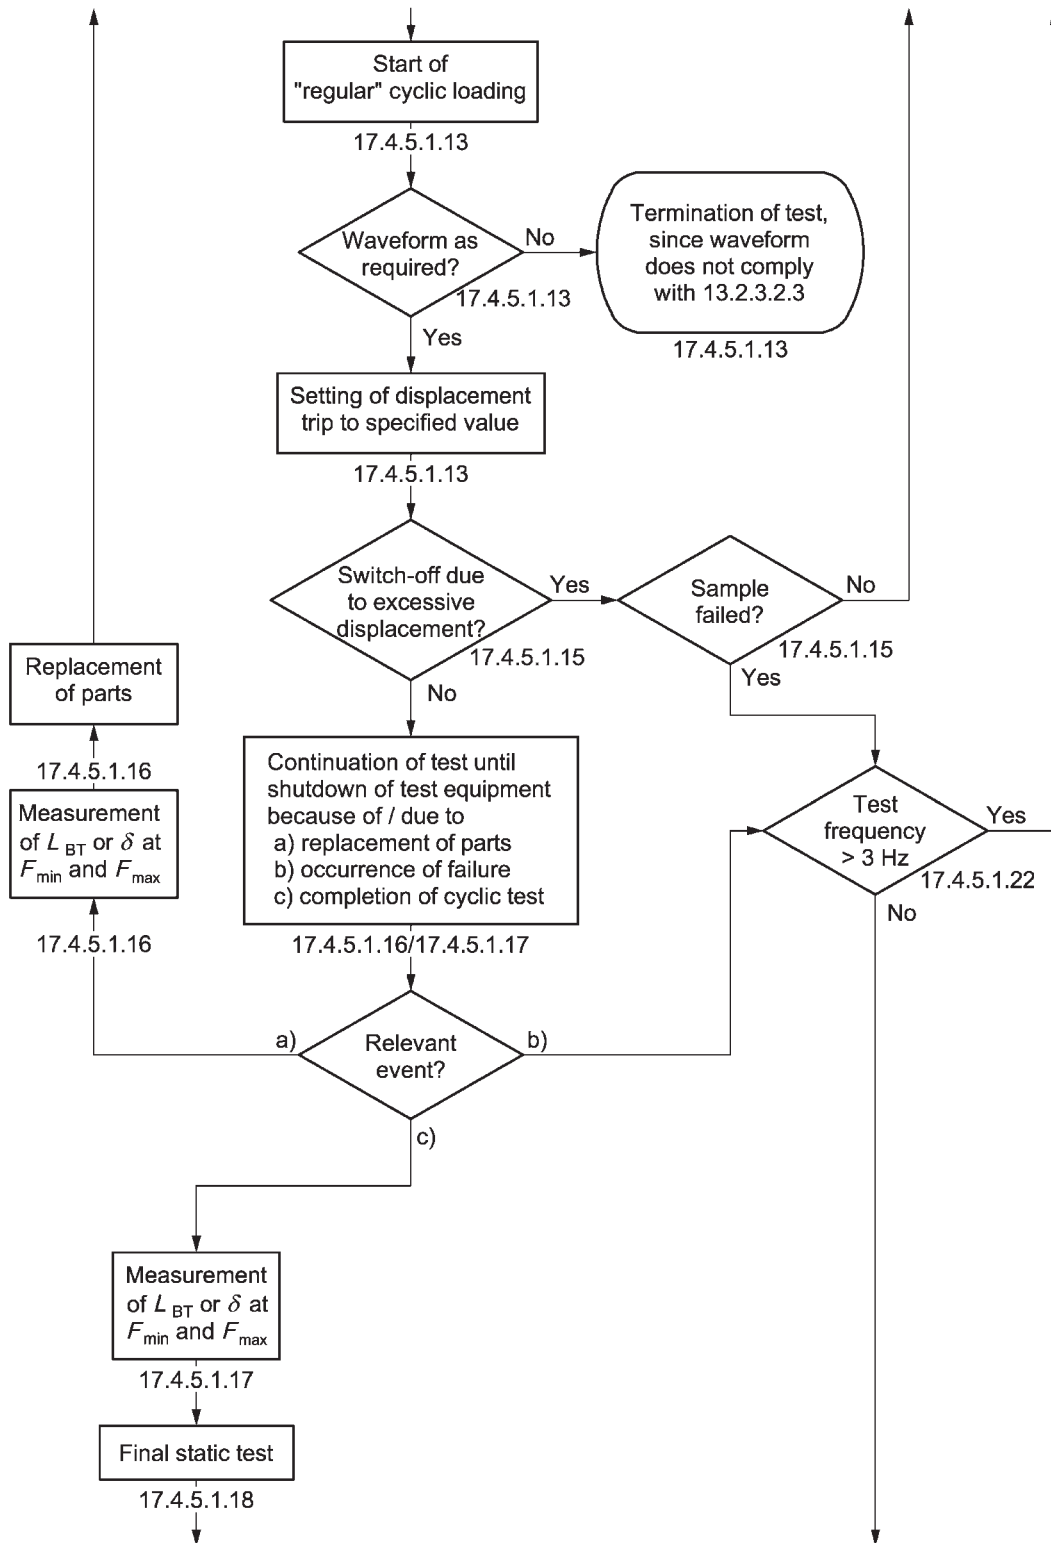 Start of
"regular" cyclic loading
17.4.5.1.13
Waveform as
required?
No
17.4.5.1.13
Termination of test,
since waveform
does not comply
with 13.2.3.2.3
17.4.5.1.13
Yes
Setting of displacement
trip to specified value
17.4.5.1.13
Switch-off due
to excessive
displacement?
Yes
17.4.5.1.15
Sample
failed?
No
17.4.5.1.15
Yes
No
Replacement
of parts
17.4.5.1.16
Measurement
of L BT or δ at
Fmin and Fmax
17.4.5.1.16
Continuation of test until
shutdown of test equipment
because of / due to
a) replacement of parts
b) occurrence of failure
c) completion of cyclic test
17.4.5.1.16/17.4.5.1.17
Test
frequency
> 3 Hz
Yes
17.4.5.1.22
No
a)
Relevant
event?
b)
c)
Measurement
of L BT or δ at
Fmin and Fmax
17.4.5.1.17
Final static test
17.4.5.1.18